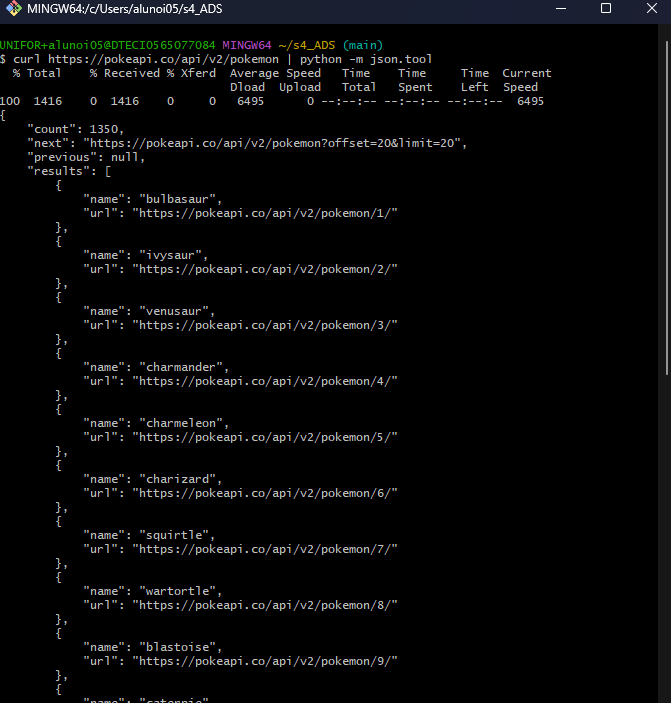 MINGW64:/c/Users/alunoi05/s4_ADS
UNIFOR+alunoi05@DTECI0565077084 MINGW64 ~/s4_ADS (main)
$ curl https://pokeapi.co/api/v2/pokemon | python -m json.tool
  % Total    % Received % Xferd  Average Speed   Time    Time     Time  Current
                                 Dload  Upload   Total   Spent    Left  Speed
100  1416    0  1416    0     0   6495      0 --:--:-- --:--:-- --:--:--  6495
{
    "count": 1350,
    "next": "https://pokeapi.co/api/v2/pokemon?offset=20&limit=20",
    "previous": null,
    "results": [
        {
            "name": "bulbasaur",
            "url": "https://pokeapi.co/api/v2/pokemon/1/"
        },
        {
            "name": "ivysaur",
            "url": "https://pokeapi.co/api/v2/pokemon/2/"
        },
        {
            "name": "venusaur",
            "url": "https://pokeapi.co/api/v2/pokemon/3/"
        },
        {
            "name": "charmander",
            "url": "https://pokeapi.co/api/v2/pokemon/4/"
        },
        {
            "name": "charmeleon",
            "url": "https://pokeapi.co/api/v2/pokemon/5/"
        },
        {
            "name": "charizard",
            "url": "https://pokeapi.co/api/v2/pokemon/6/"
        },
        {
            "name": "squirtle",
            "url": "https://pokeapi.co/api/v2/pokemon/7/"
        },
        {
            "name": "wartortle",
            "url": "https://pokeapi.co/api/v2/pokemon/8/"
        },
        {
            "name": "blastoise",
            "url": "https://pokeapi.co/api/v2/pokemon/9/"
        },
        {
            "name": "caterpie",